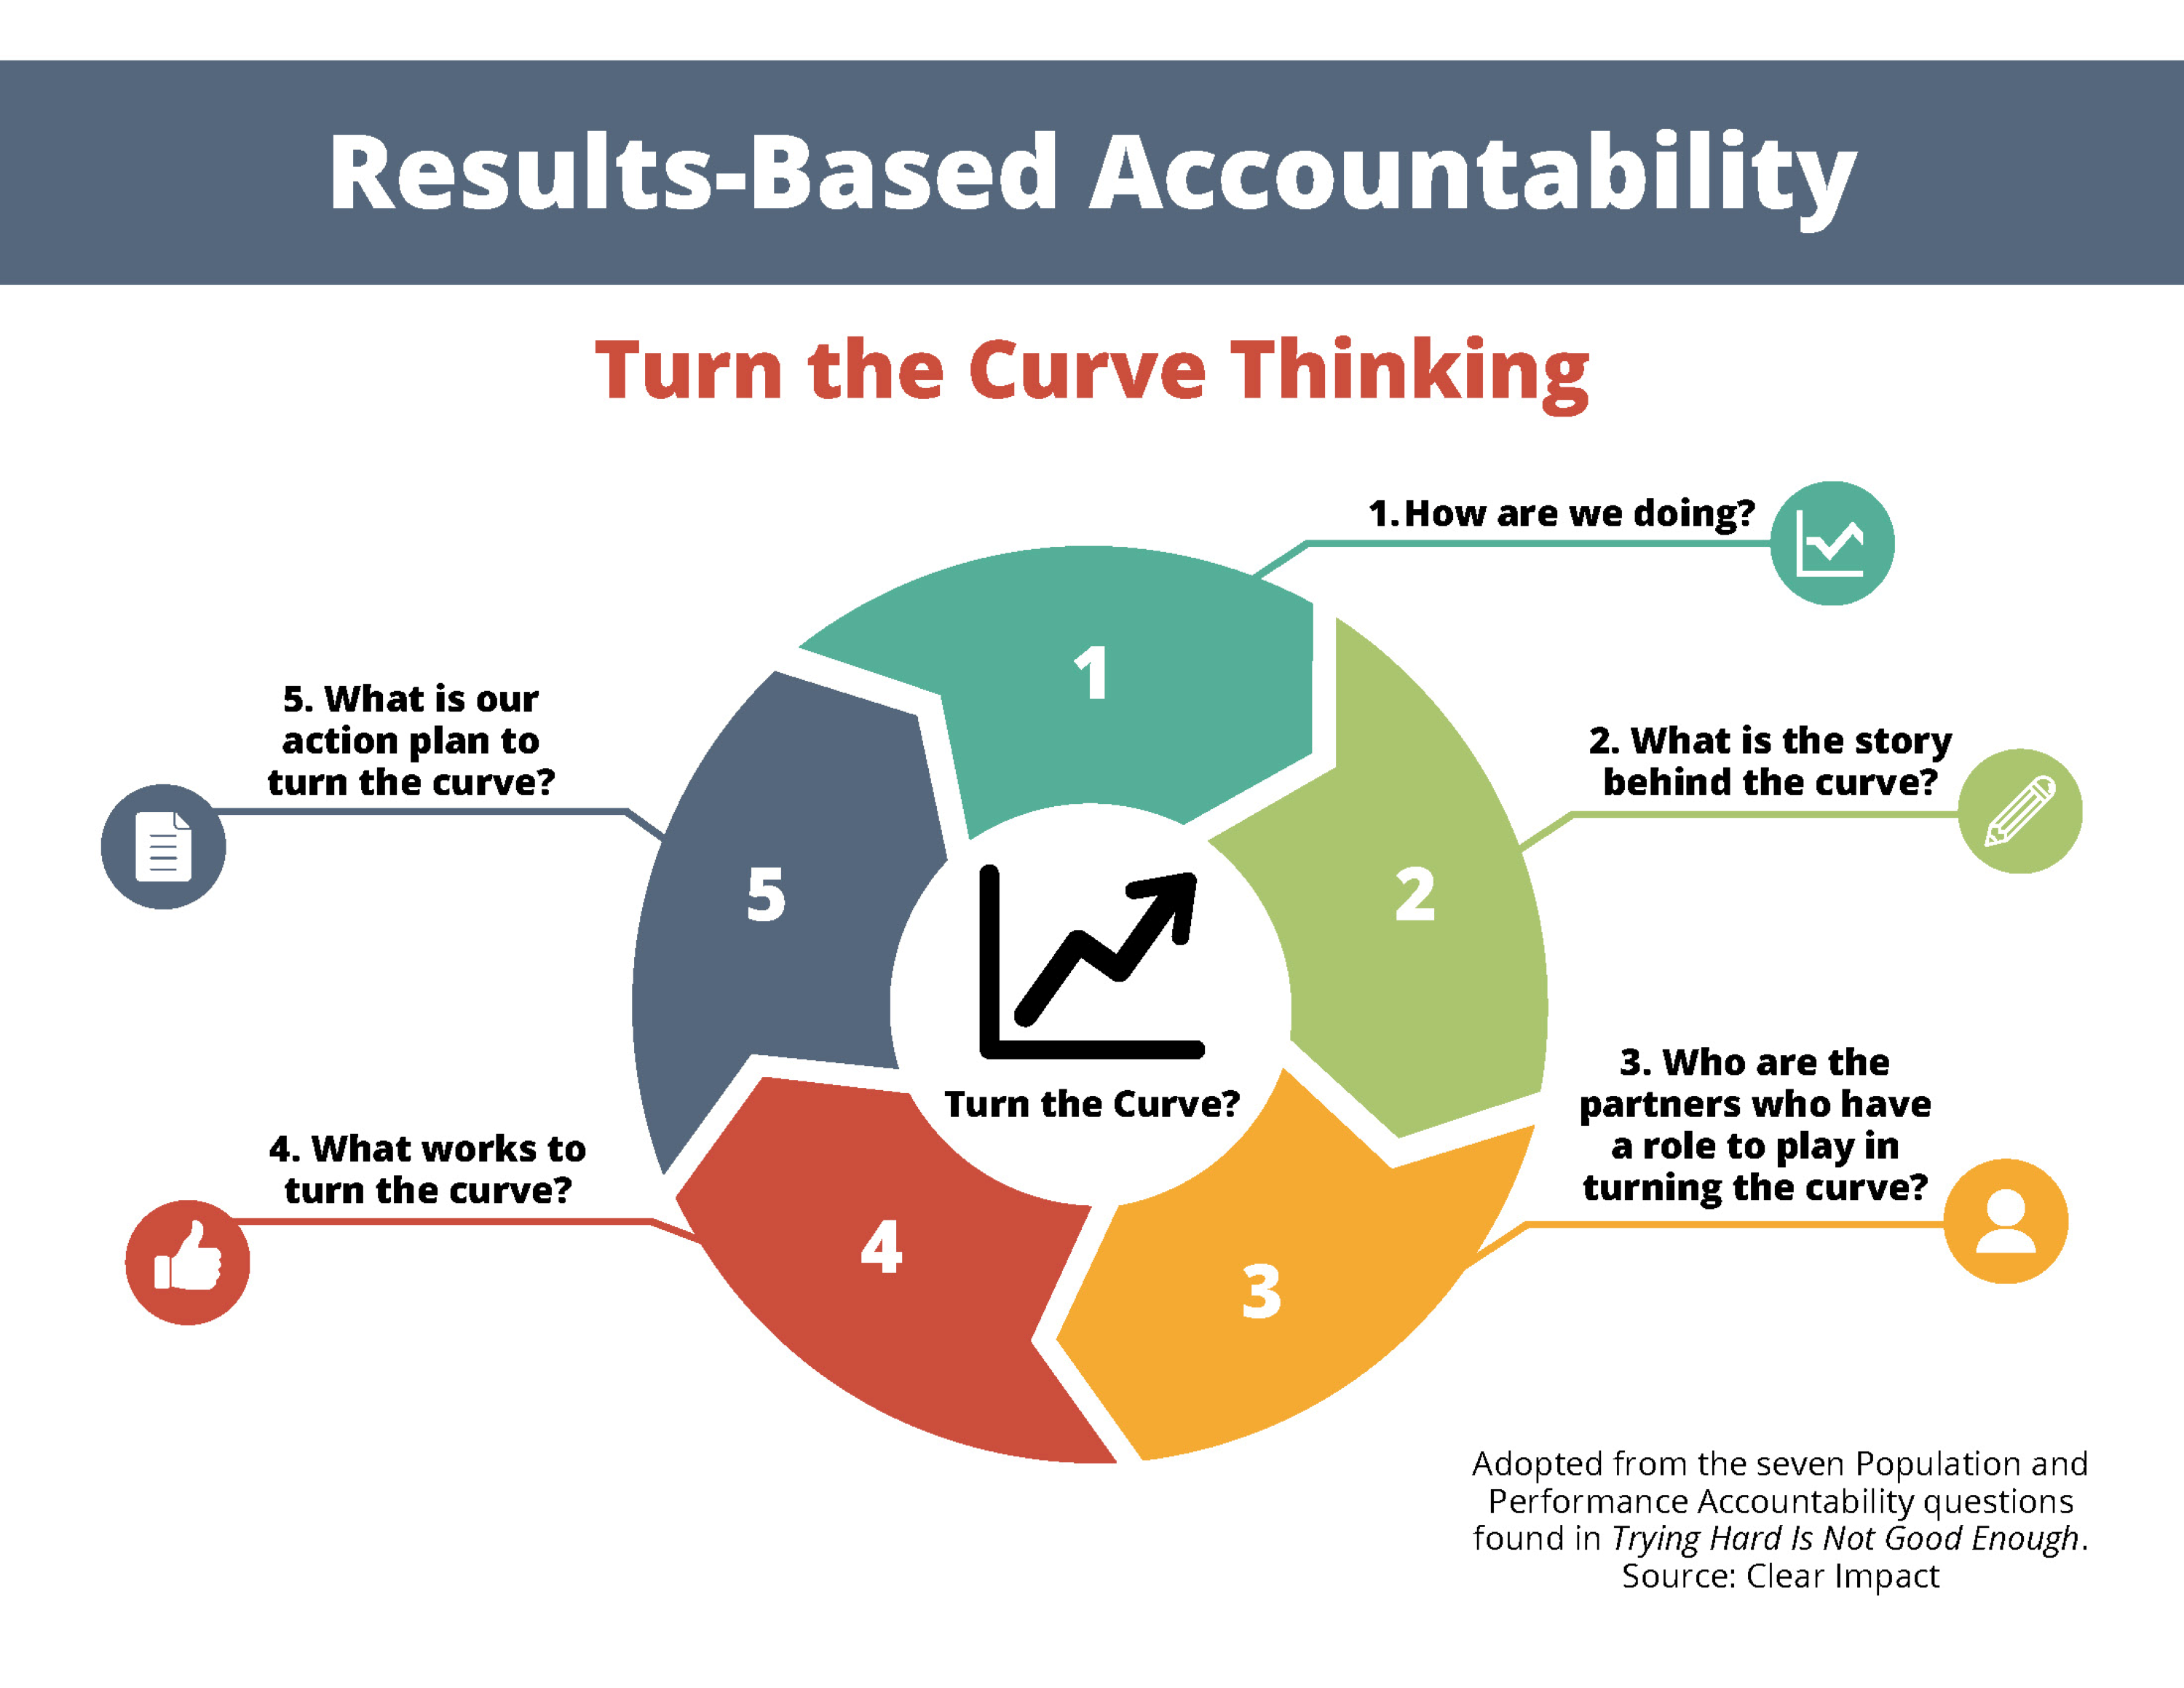 Results-Based Accountability
Turn the Curve Thinking
1. How are we doing?
1
2. What is the story
behind the curve?
2
3. Who are the
partners who have
a role to play in
turning the curve?
3
4. What works to
turn the curve?
4
5. What is our
action plan to
turn the curve?
5
Turn the Curve?
Adopted from the seven Population and
Performance Accountability questions
found in Trying Hard Is Not Good Enough.
Source: Clear Impact